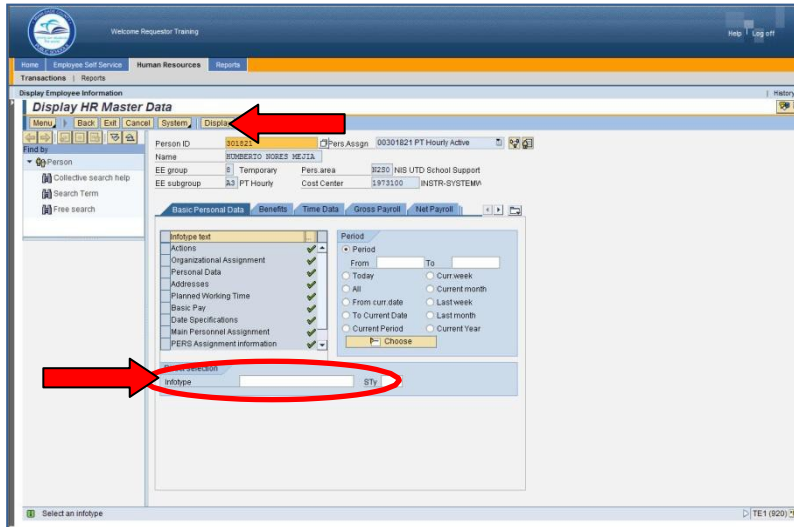 Welcome Requestor Training
Help Log off
Home Employee Self Service Human Resources Reports
Transactions | Reports
Display Employee Information | History
Display HR Master Data
Menu Back Exit Cancel System Display
Find by
Person
Collective search help
Search Term
Free search
Person ID 301821 Pers.Assgn 00301821 PT Hourly Active
Name HUMBERTO NORES MEJIA
EE group 8 Temporary Pers.area N280 NIS UTD School Support
EE subgroup A3 PT Hourly Cost Center 1973100 INSTR-SYSTEMW
Basic Personal Data Benefits Time Data Gross Payroll Net Payroll
Infotype text ...
Actions
Organizational Assignment
Personal Data
Addresses
Planned Working Time
Basic Pay
Date Specifications
Main Personnel Assignment
PERS Assignment information
Period
Period
From To
Today Curr.week
All Current month
From curr.date Last week
To Current Date Last month
Current Period Current Year
Choose
selection
Infotype STy
Select an infotype
TE1 (920)